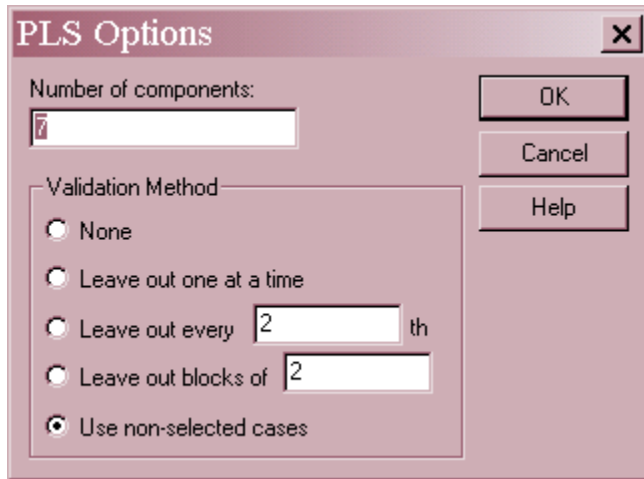 PLS Options
Number of components:
7
OK
Cancel
Help
Validation Method
None
Leave out one at a time
Leave out every 2 th
Leave out blocks of 2
Use non-selected cases